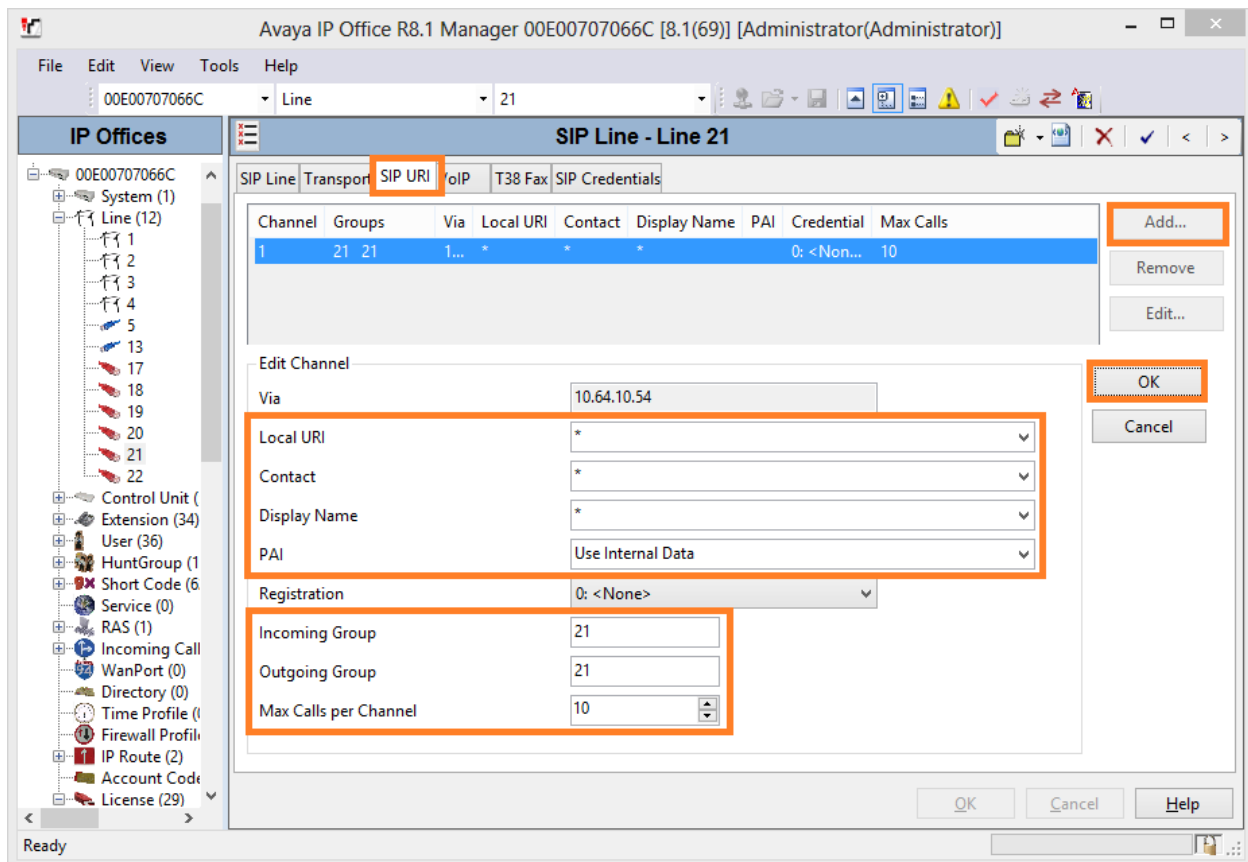 Avaya IP Office R8.1 Manager 00E00707066C [8.1(69)] [Administrator(Administrator)]
File Edit View Tools Help
00E00707066C Line 21
IP Offices
00E00707066C
System (1)
Line (12)
1
2
3
4
5
13
17
18
19
20
21
22
Control Unit (
Extension (34)
User (36)
HuntGroup (1
Short Code (6
Service (0)
RAS (1)
Incoming Call
WanPort (0)
Directory (0)
Time Profile (
Firewall Profil
IP Route (2)
Account Code
License (29)
SIP Line - Line 21
SIP Line Transport SIP URI VoIP T38 Fax SIP Credentials
Channel Groups Via Local URI Contact Display Name PAI Credential Max Calls
1 21 21 1... * * * 0: <Non... 10
Add...
Remove
Edit...
Edit Channel
Via 10.64.10.54
Local URI *
Contact *
Display Name *
PAI Use Internal Data
Registration 0: <None>
Incoming Group 21
Outgoing Group 21
Max Calls per Channel 10
OK
Cancel
OK Cancel Help
Ready